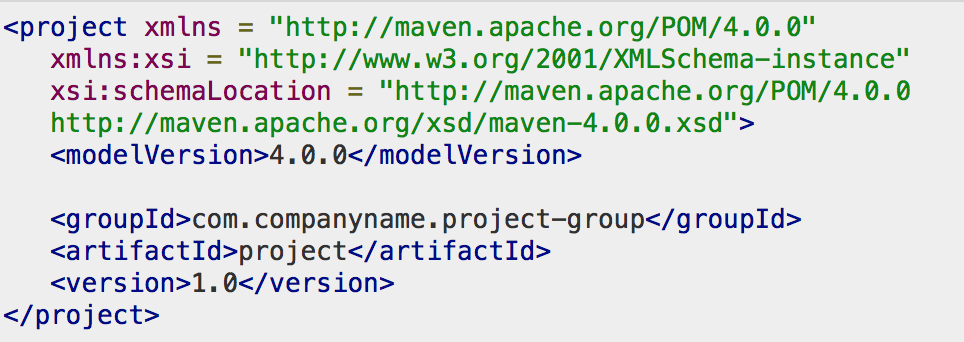 <project xmlns = "http://maven.apache.org/POM/4.0.0"
xmlns:xsi = "http://www.w3.org/2001/XMLSchema-instance"
xsi:schemaLocation = "http://maven.apache.org/POM/4.0.0
http://maven.apache.org/xsd/maven-4.0.0.xsd">
<modelVersion>4.0.0</modelVersion>
<groupId>com.companyname.project-group</groupId>
<artifactId>project</artifactId>
<version>1.0</version>
</project>